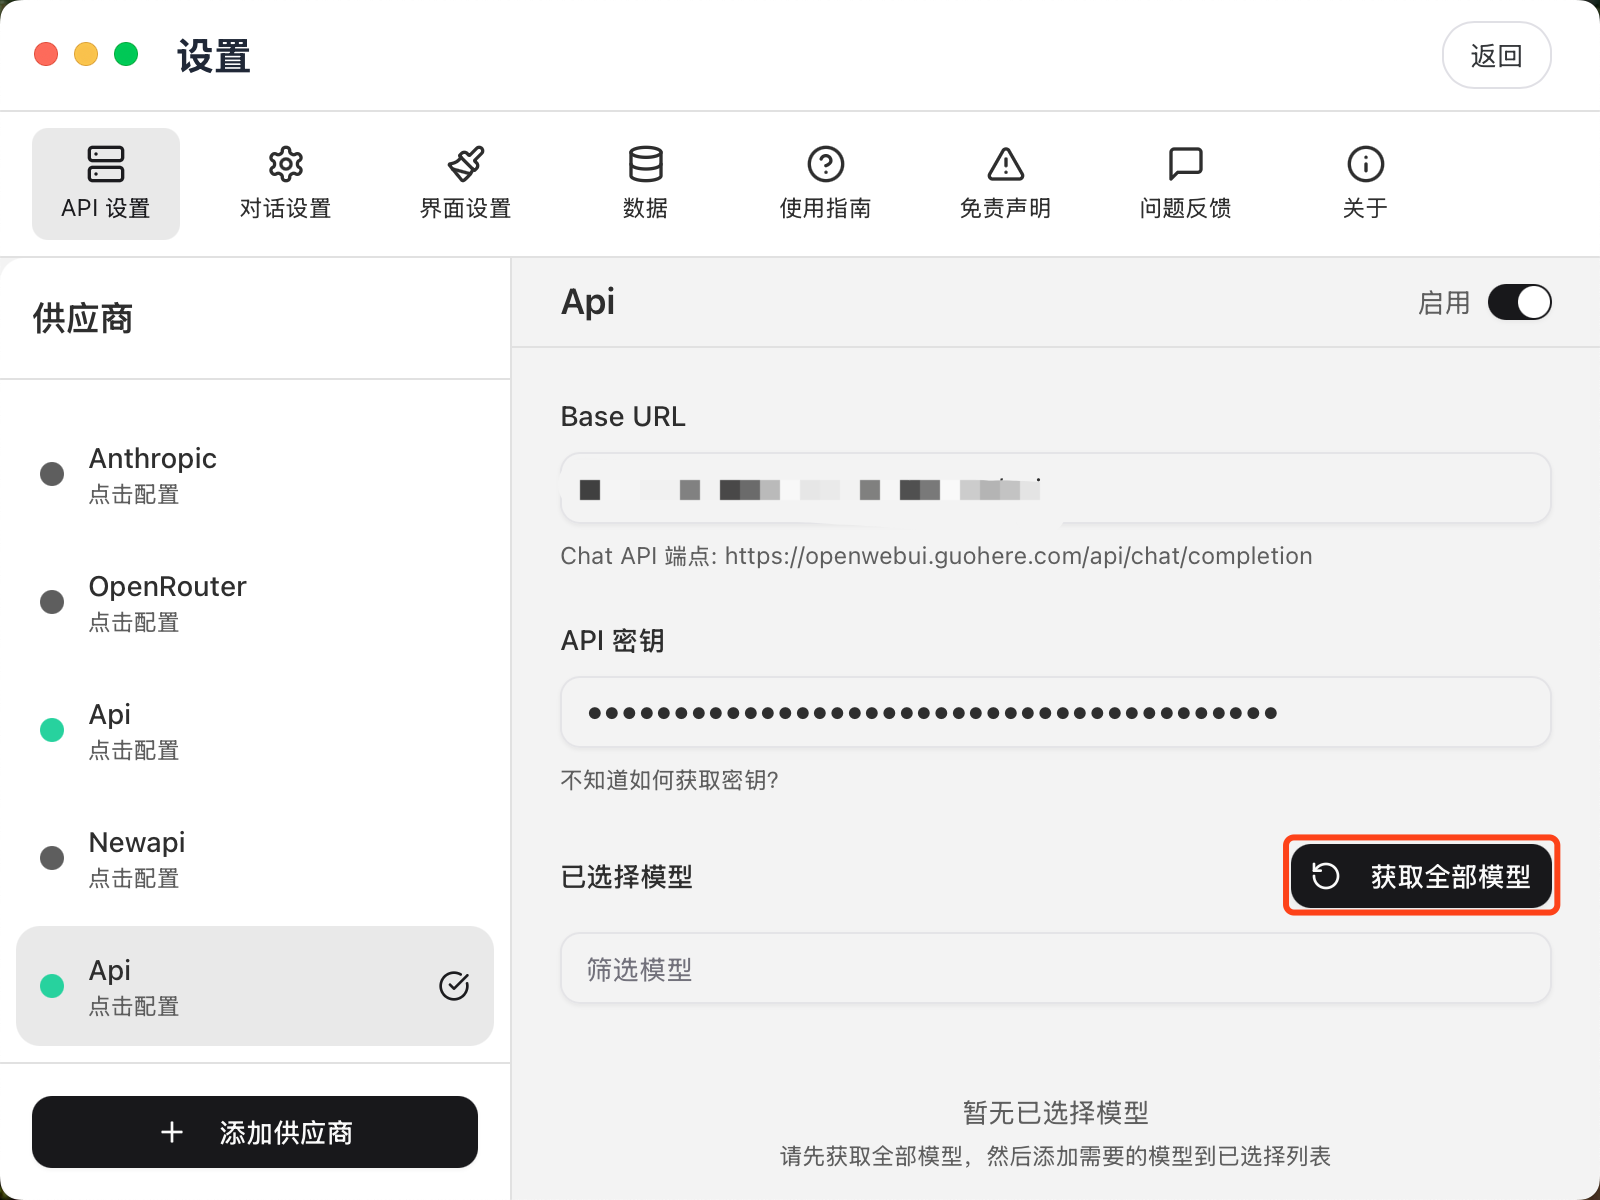 设置
返回
API 设置
对话设置
界面设置
数据
使用指南
免责声明
问题反馈
关于
供应商
Anthropic
点击配置
OpenRouter
点击配置
Api
点击配置
Newapi
点击配置
Api
点击配置
添加供应商
Api
启用
Base URL
Chat API 端点: https://openwebui.guohere.com/api/chat/completion
API 密钥
不知道如何获取密钥?
已选择模型
获取全部模型
筛选模型
暂无已选择模型
请先获取全部模型，然后添加需要的模型到已选择列表